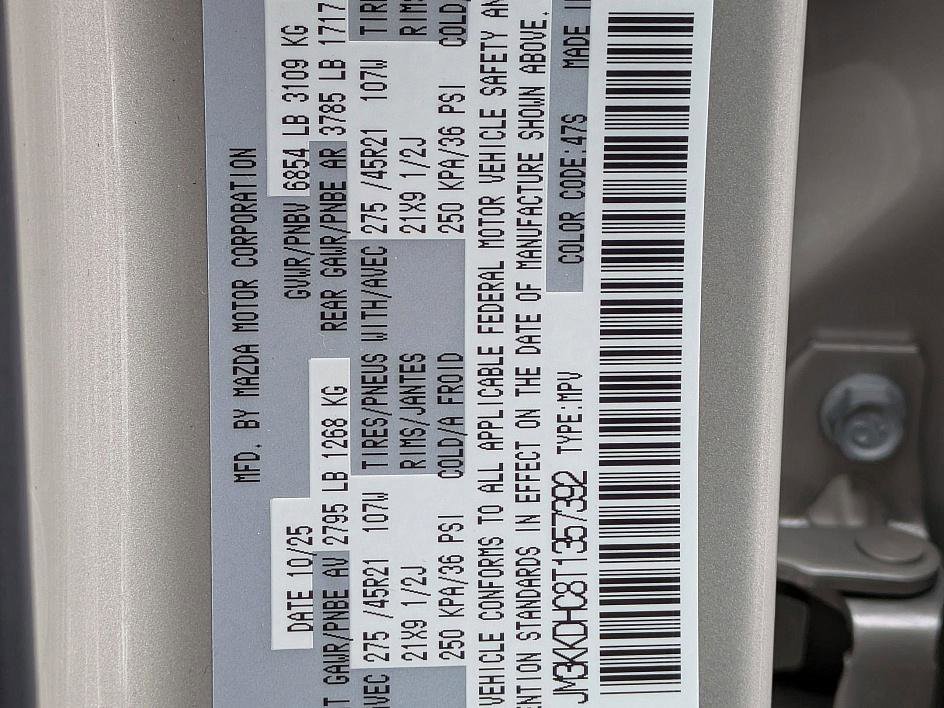 MFD. BY MAZDA MOTOR CORPORATION
DATE 10/25 GVWR/PNBV 6854 LB 3109 KG
T GAWR/PNBE AV 2795 LB 1268 KG REAR GAWR/PNBE AR 3785 LB 1717
AVEC 275 /45R21 107W TIRES/PNEUS WITH/AVEC 275 /45R21 107W TIRE
21X9 1/2J RIMS/JANTES 21X9 1/2J RIMS
250 KPA/36 PSI COLD/A FROID 250 KPA/36 PSI COLD/
VEHICLE CONFORMS TO ALL APPLICABLE FEDERAL MOTOR VEHICLE SAFETY AN
ENTION STANDARDS IN EFFECT ON THE DATE OF MANUFACTURE SHOWN ABOVE.
JM3KKDHC8T1357392 TYPE:MPV COLOR CODE:47S MADE I